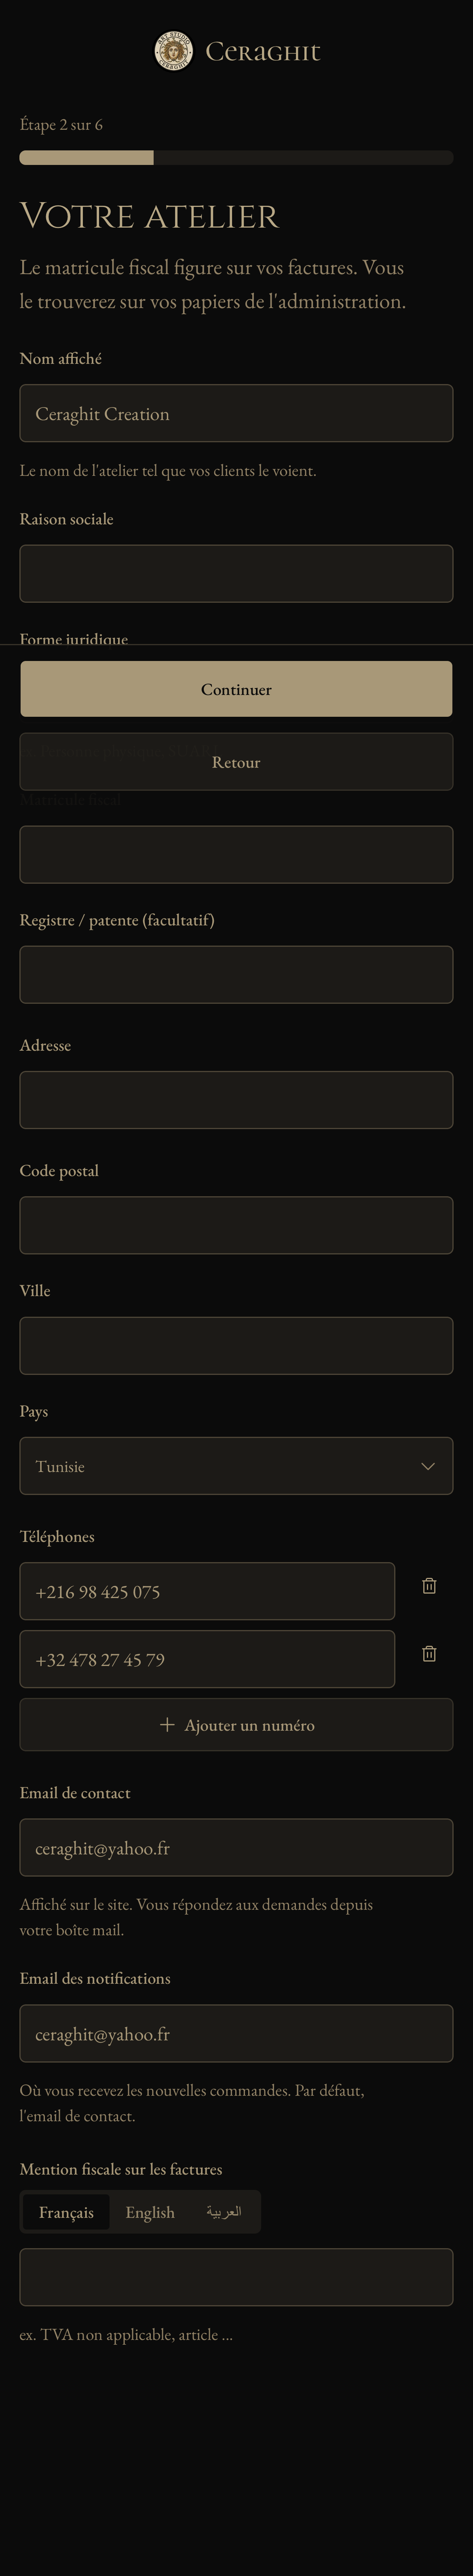 ART STUDIO
CERAGHIT
Ceraghit
Étape 2 sur 6
Votre atelier
Le matricule fiscal figure sur vos factures. Vous
le trouverez sur vos papiers de l'administration.
Nom affiché
Ceraghit Creation
Le nom de l'atelier tel que vos clients le voient.
Raison sociale
Forme juridique
Continuer
Retour
Matricule fiscal
Registre / patente (facultatif)
Adresse
Code postal
Ville
Pays
Tunisie
Téléphones
+216 98 425 075
+32 478 27 45 79
Ajouter un numéro
Email de contact
ceraghit@yahoo.fr
Affiché sur le site. Vous répondez aux demandes depuis
votre boîte mail.
Email des notifications
ceraghit@yahoo.fr
Où vous recevez les nouvelles commandes. Par défaut,
l'email de contact.
Mention fiscale sur les factures
Français English العربية
ex. TVA non applicable, article ...